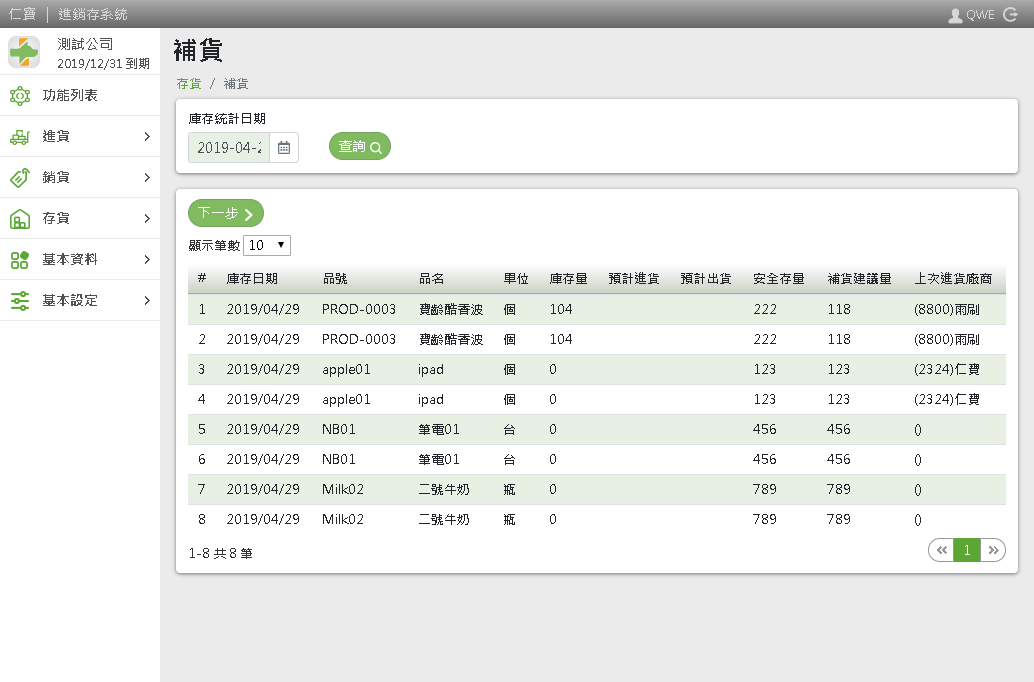 仁寶 進銷存系統 QWE
測試公司
2019/12/31 到期
功能列表
進貨
銷貨
存貨
基本資料
基本設定
補貨
存貨 / 補貨
庫存統計日期
2019-04-2 查詢
下一步
顯示筆數 10
# 庫存日期 品號 品名 單位 庫存量 預計進貨 預計出貨 安全存量 補貨建議量 上次進貨廠商
1 2019/04/29 PROD-0003 寶齡酷香波 個 104 222 118 (8800)雨刷
2 2019/04/29 PROD-0003 寶齡酷香波 個 104 222 118 (8800)雨刷
3 2019/04/29 apple01 ipad 個 0 123 123 (2324)仁寶
4 2019/04/29 apple01 ipad 個 0 123 123 (2324)仁寶
5 2019/04/29 NB01 筆電01 台 0 456 456 ()
6 2019/04/29 NB01 筆電01 台 0 456 456 ()
7 2019/04/29 Milk02 二號牛奶 瓶 0 789 789 ()
8 2019/04/29 Milk02 二號牛奶 瓶 0 789 789 ()
1-8 共 8 筆 « 1 »